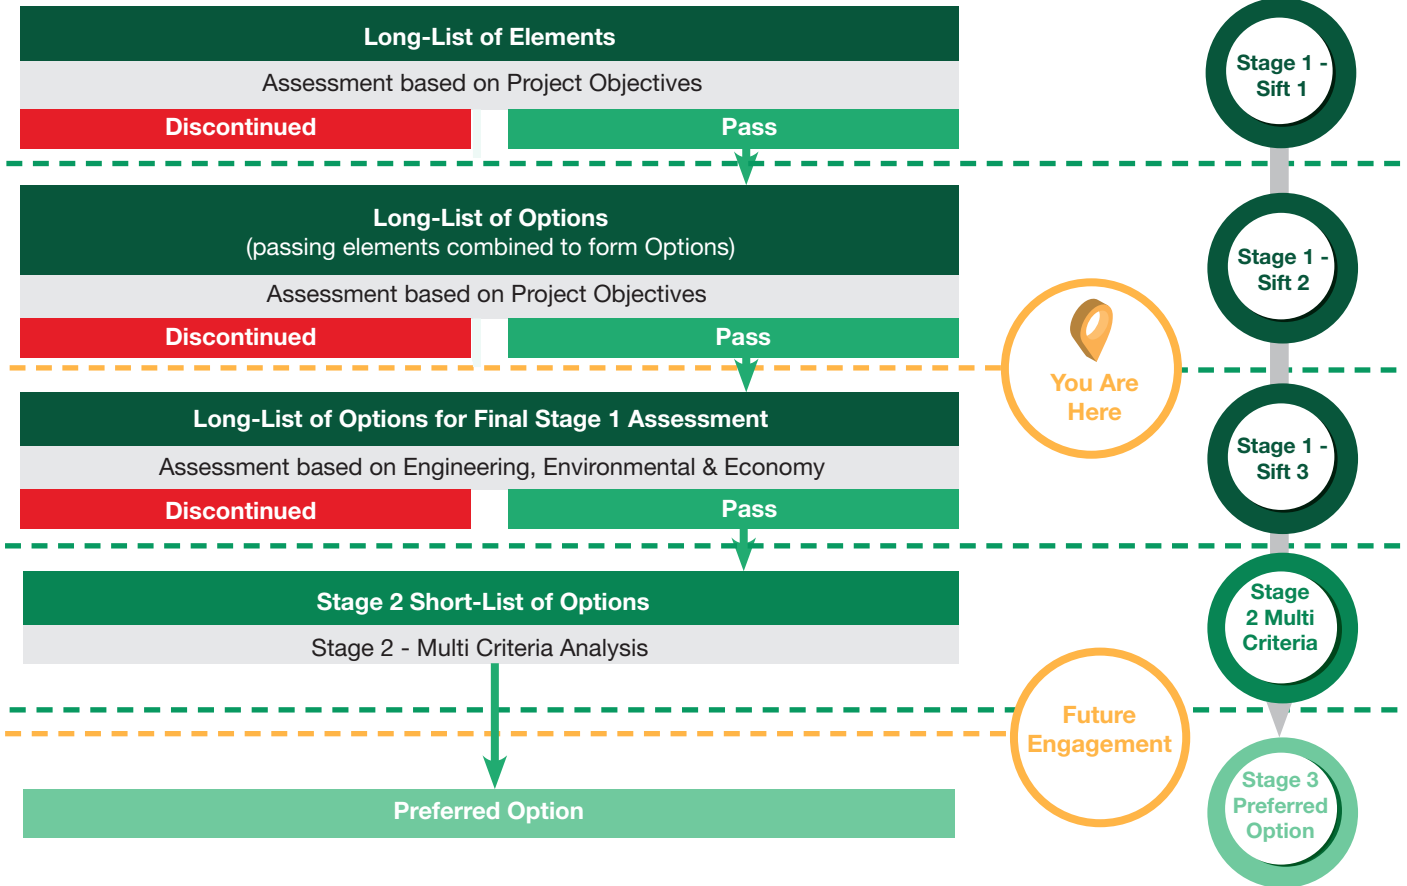 Long-List of Elements
Assessment based on Project Objectives
Discontinued
Pass
Stage 1 -
Sift 1
Long-List of Options
(passing elements combined to form Options)
Assessment based on Project Objectives
Discontinued
Pass
Stage 1 -
Sift 2
You Are
Here
Long-List of Options for Final Stage 1 Assessment
Assessment based on Engineering, Environmental & Economy
Discontinued
Pass
Stage 1 -
Sift 3
Stage 2 Short-List of Options
Stage 2 - Multi Criteria Analysis
Stage
2 Multi
Criteria
Future
Engagement
Preferred Option
Stage 3
Preferred
Option